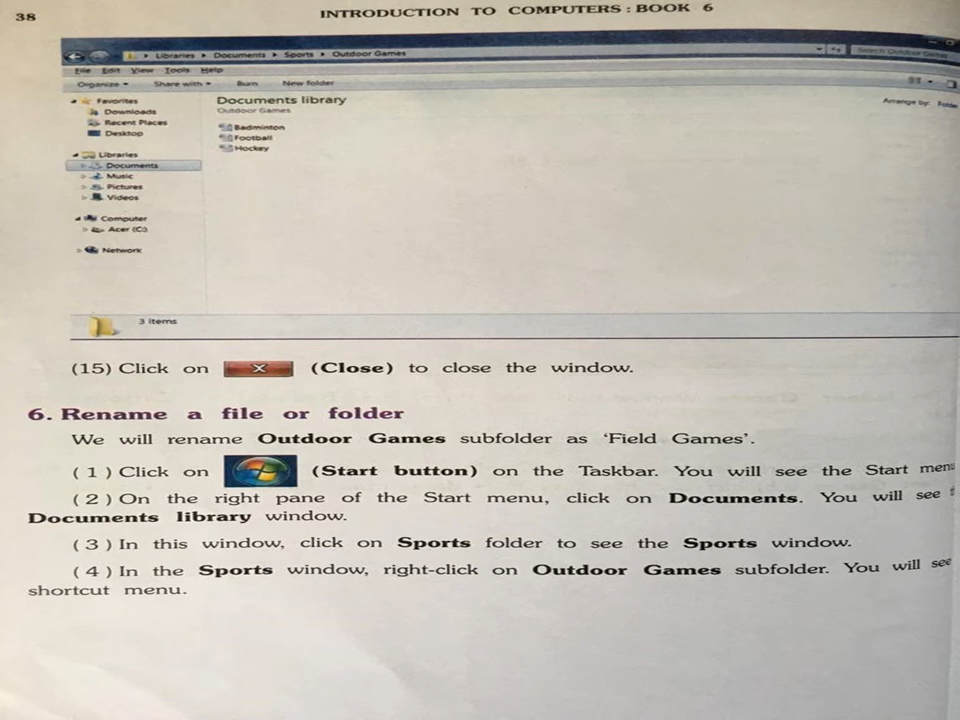 38
INTRODUCTION TO COMPUTERS : BOOK 6
Libraries ▸ Documents ▸ Sports ▸ Outdoor Games
Search Outdoor Games
File Edit View Tools Help
Organize Share with Burn New folder
Favorites
Downloads
Recent Places
Desktop
Libraries
Documents
Music
Pictures
Videos
Computer
Acer (C:)
Network
Documents library
Outdoor Games
Arrange by: Folde
Badminton
Football
Hockey
3 items
(15) Click on X (Close) to close the window.
6. Rename a file or folder
We will rename Outdoor Games subfolder as ‘Field Games’.
( 1 ) Click on (Start button) on the Taskbar. You will see the Start menu
( 2 ) On the right pane of the Start menu, click on Documents. You will see
Documents library window.
( 3 ) In this window, click on Sports folder to see the Sports window.
( 4 ) In the Sports window, right-click on Outdoor Games subfolder. You will see
shortcut menu.